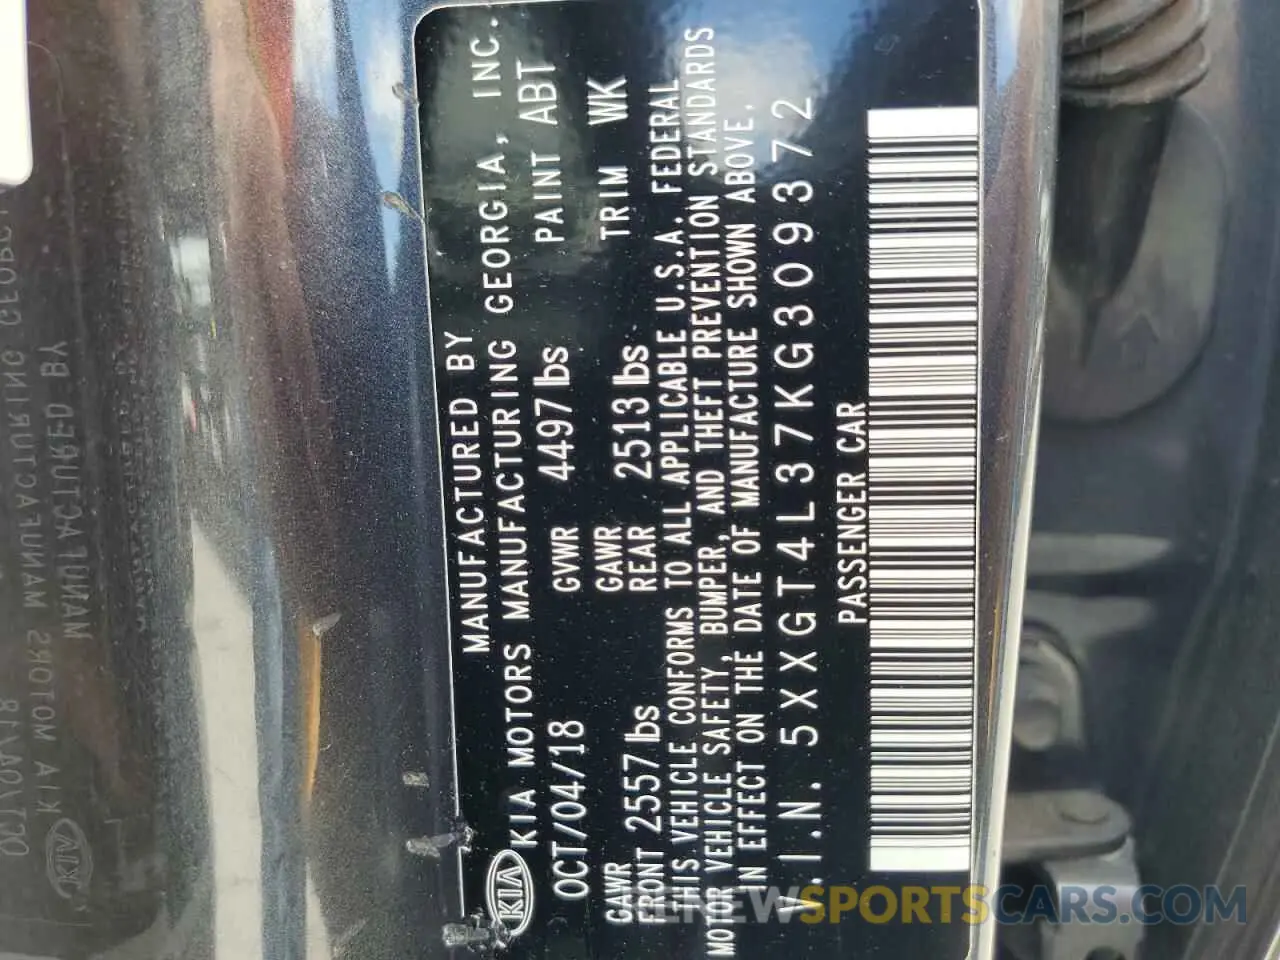 MANUFACTURED BY
KIA KIA MOTORS MANUFACTURING GEORGIA, INC.
OCT/04/18 GVWR 4497 lbs PAINT ABT
GAWR FRONT 2557 lbs GAWR REAR 2513 lbs TRIM WK
THIS VEHICLE CONFORMS TO ALL APPLICABLE U.S.A. FEDERAL
MOTOR VEHICLE SAFETY, BUMPER, AND THEFT PREVENTION STANDARDS
IN EFFECT ON THE DATE OF MANUFACTURE SHOWN ABOVE.
V.I.N. 5XXGT4L37KG309372
PASSENGER CAR
RENEWSPORTSCARS.COM